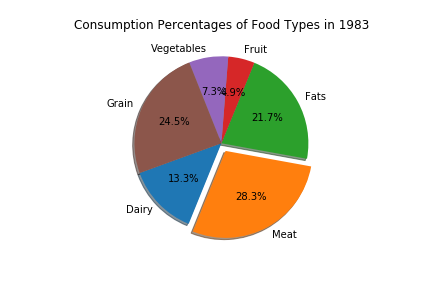 Consumption Percentages of Food Types in 1983
Vegetables
Fruit
Fats
Grain
Dairy
Meat
7.3%
4.9%
21.7%
24.5%
13.3%
28.3%